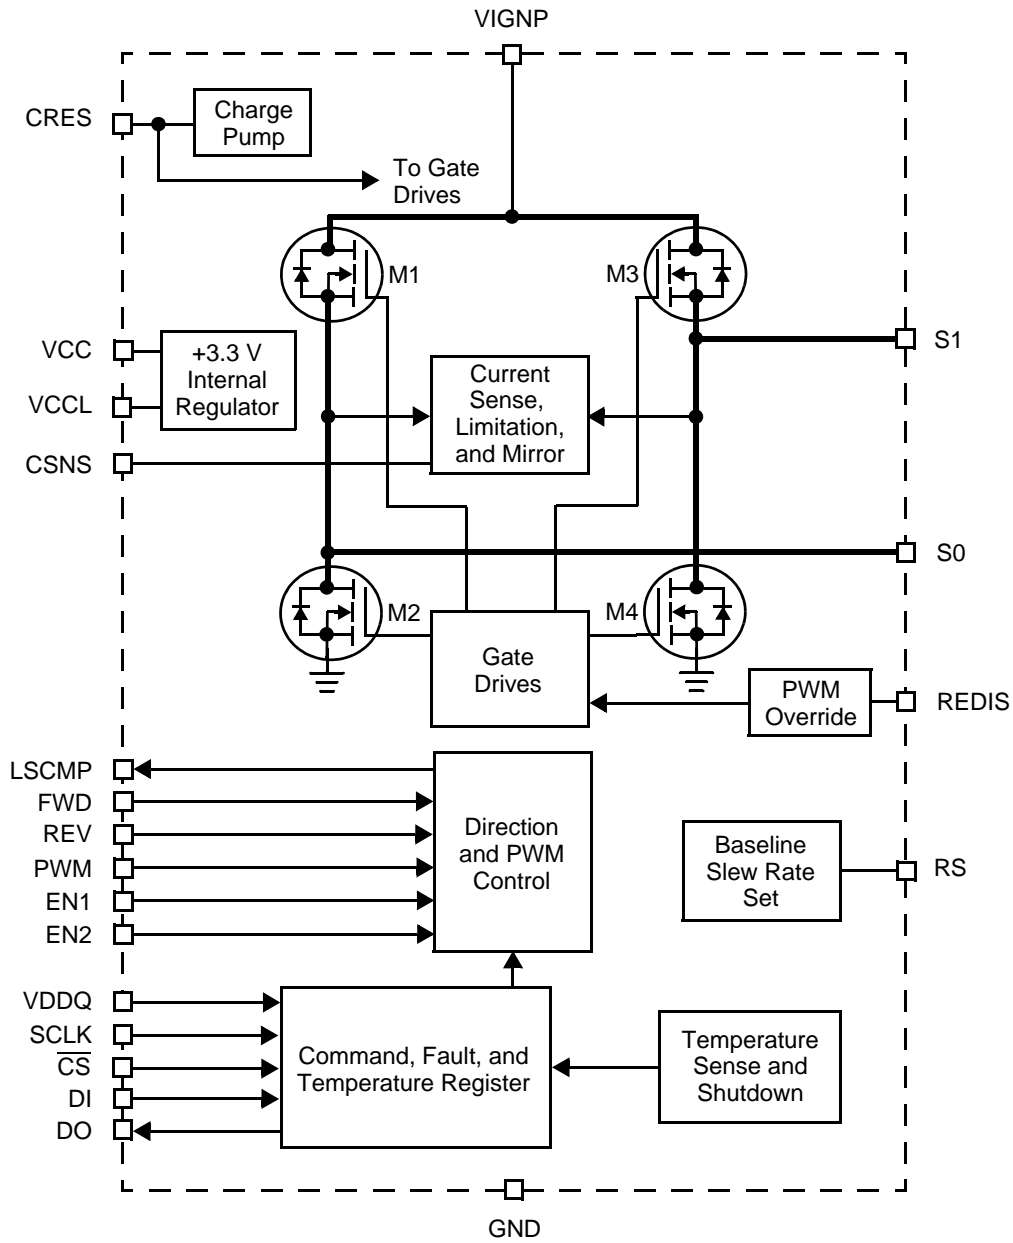 VIGNP
CRES
Charge
Pump
To Gate
Drives
M1
M3
VCC
VCCL
+3.3 V
Internal
Regulator
S1
Current
Sense,
Limitation,
and Mirror
CSNS
S0
M2
M4
Gate
Drives
PWM
Override
REDIS
LSCMP
FWD
REV
PWM
EN1
EN2
Direction
and PWM
Control
Baseline
Slew Rate
Set
RS
VDDQ
SCLK
C̅S̅
DI
DO
Command, Fault, and
Temperature Register
Temperature
Sense and
Shutdown
GND